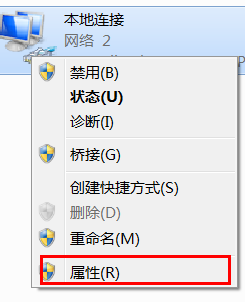 本地连接
网络 2
禁用(B)
状态(U)
诊断(I)
桥接(G)
创建快捷方式(S)
删除(D)
重命名(M)
属性(R)